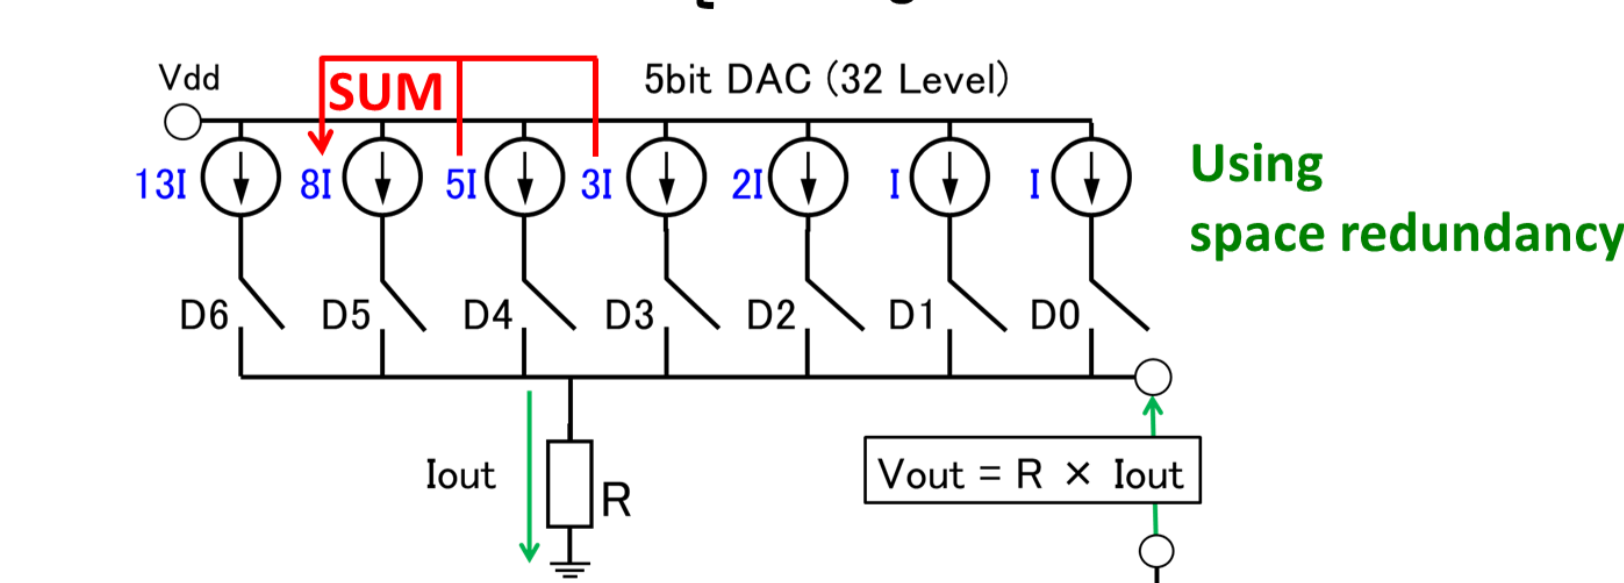 Vdd
SUM
5bit DAC (32 Level)
13I
8I
5I
3I
2I
I
I
Using
space redundancy
D6
D5
D4
D3
D2
D1
D0
Iout
R
Vout = R × Iout